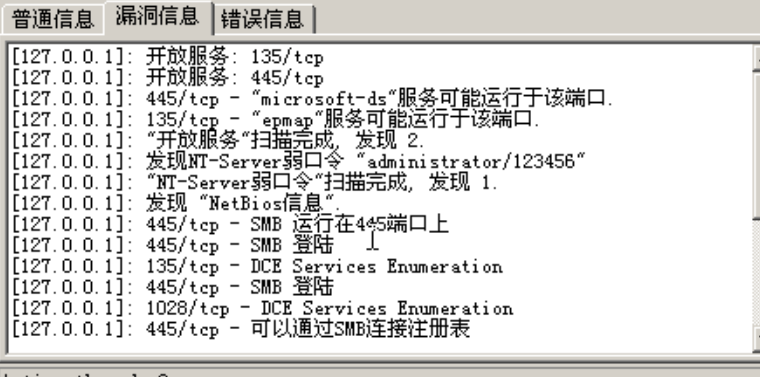 普通信息 漏洞信息 错误信息
[127.0.0.1]: 开放服务: 135/tcp
[127.0.0.1]: 开放服务: 445/tcp
[127.0.0.1]: 445/tcp - "microsoft-ds"服务可能运行于该端口.
[127.0.0.1]: 135/tcp - "epmap"服务可能运行于该端口.
[127.0.0.1]: "开放服务"扫描完成, 发现 2.
[127.0.0.1]: 发现NT-Server弱口令 "administrator/123456"
[127.0.0.1]: "NT-Server弱口令"扫描完成, 发现 1.
[127.0.0.1]: 发现 "NetBios信息".
[127.0.0.1]: 445/tcp - SMB 运行在445端口上
[127.0.0.1]: 445/tcp - SMB 登陆
[127.0.0.1]: 135/tcp - DCE Services Enumeration
[127.0.0.1]: 445/tcp - SMB 登陆
[127.0.0.1]: 1028/tcp - DCE Services Enumeration
[127.0.0.1]: 445/tcp - 可以通过SMB连接注册表